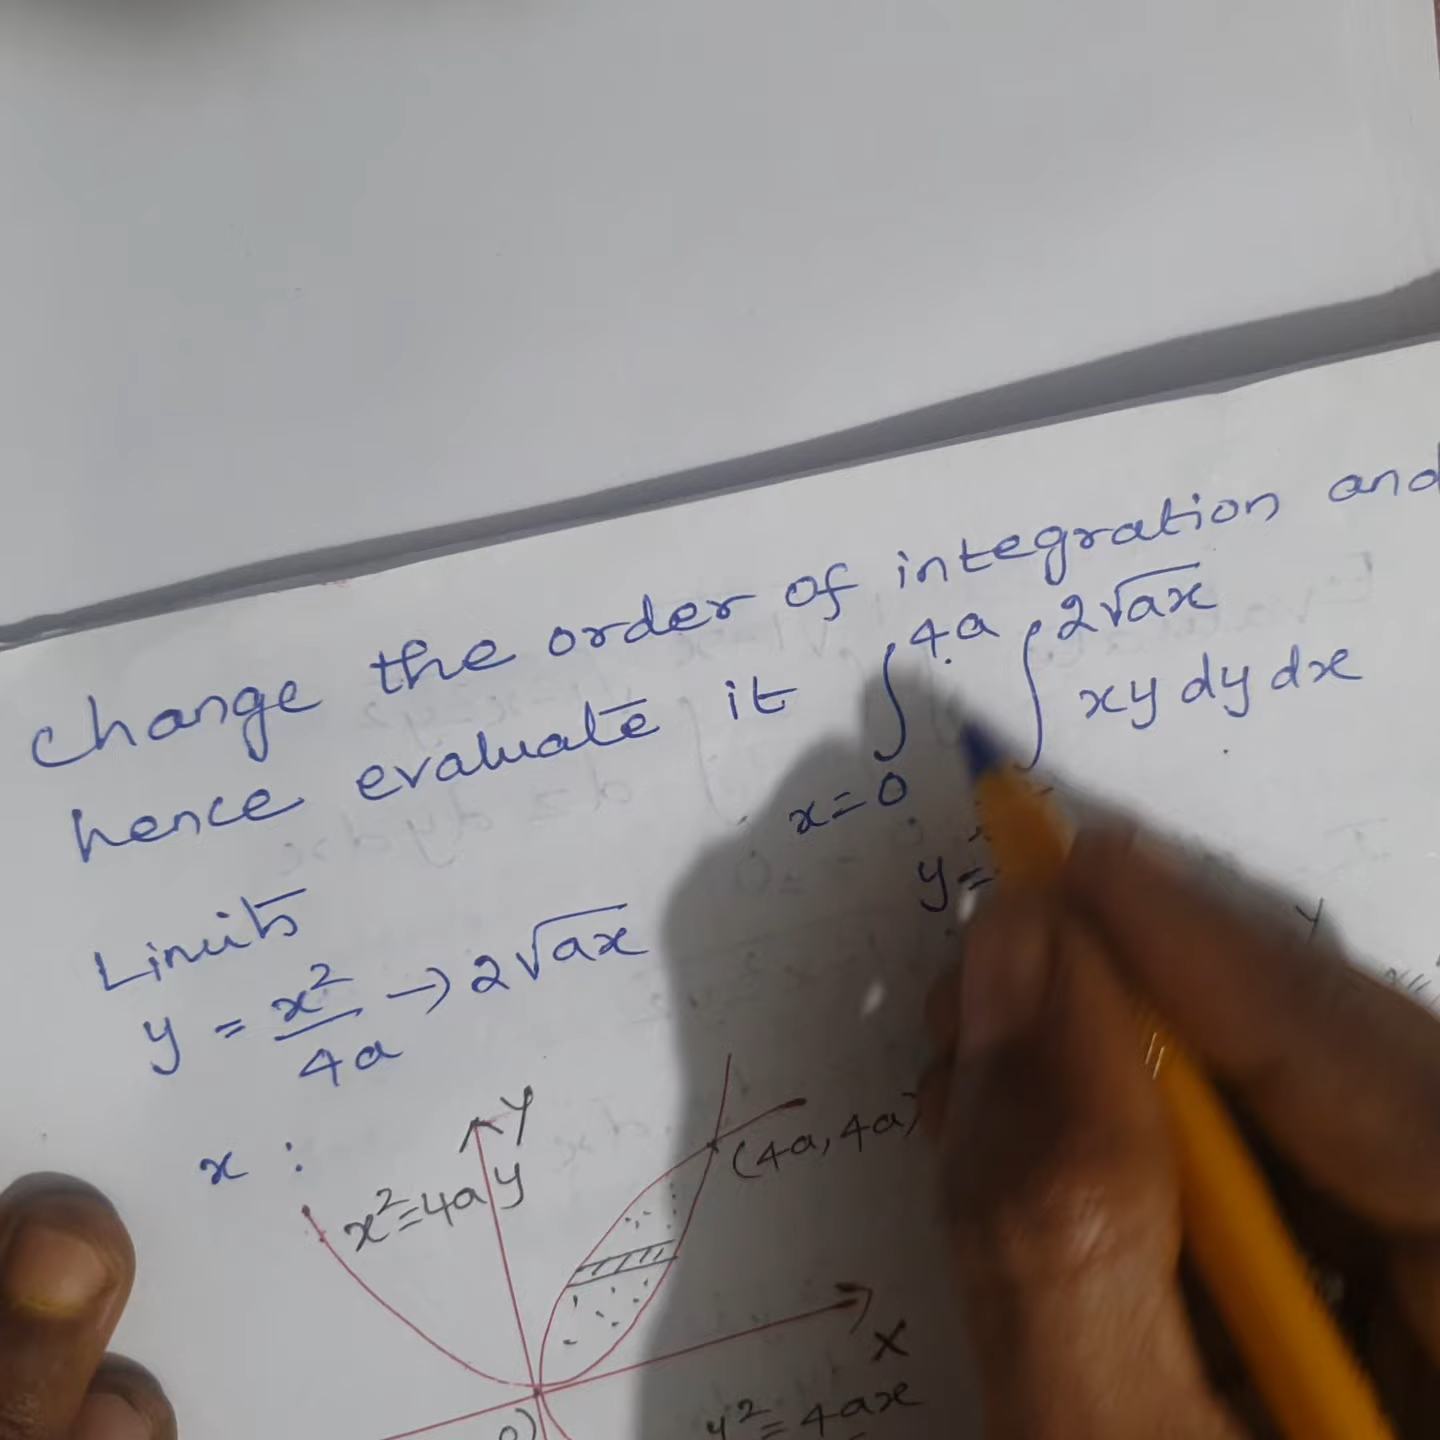 Change the order of integration and
hence evaluate it ∫ 4a ∫ 2√ax xy dy dx
x=0
y=
Limits
y = x²/4a → 2√ax
x :
Y
x²=4ay
(4a, 4a)
X
y²=4ax
Y